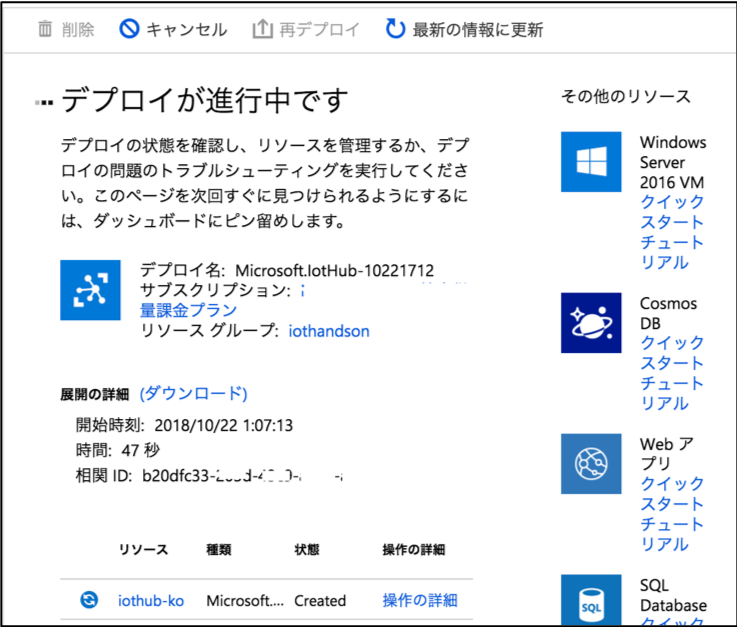 削除 キャンセル 再デプロイ 最新の情報に更新
デプロイが進行中です
デプロイの状態を確認し、リソースを管理するか、デプ
ロイの問題のトラブルシューティングを実行してくださ
い。このページを次回すぐに見つけられるようにするに
は、ダッシュボードにピン留めします。
デプロイ名: Microsoft.IotHub-10221712
サブスクリプション:
量課金プラン
リソース グループ: iothandson
展開の詳細 (ダウンロード)
開始時刻: 2018/10/22 1:07:13
時間: 47 秒
相関 ID: b20dfc33-
リソース 種類 状態 操作の詳細
iothub-ko Microsoft.... Created 操作の詳細
その他のリソース
Windows
Server
2016 VM
クイック
スタート
チュート
リアル
Cosmos
DB
クイック
スタート
チュート
リアル
Web ア
プリ
クイック
スタート
チュート
リアル
SQL
SQL
Database
クイック